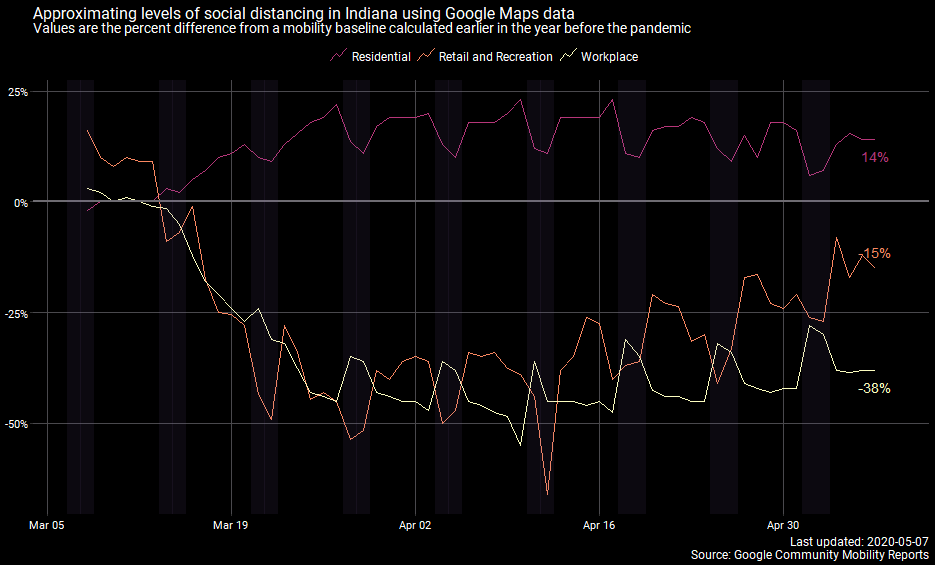 Approximating levels of social distancing in Indiana using Google Maps data
Values are the percent difference from a mobility baseline calculated earlier in the year before the pandemic
Residential Retail and Recreation Workplace
25%
14%
0%
-15%
-25%
-38%
-50%
Mar 05 Mar 19 Apr 02 Apr 16 Apr 30
Last updated: 2020-05-07
Source: Google Community Mobility Reports